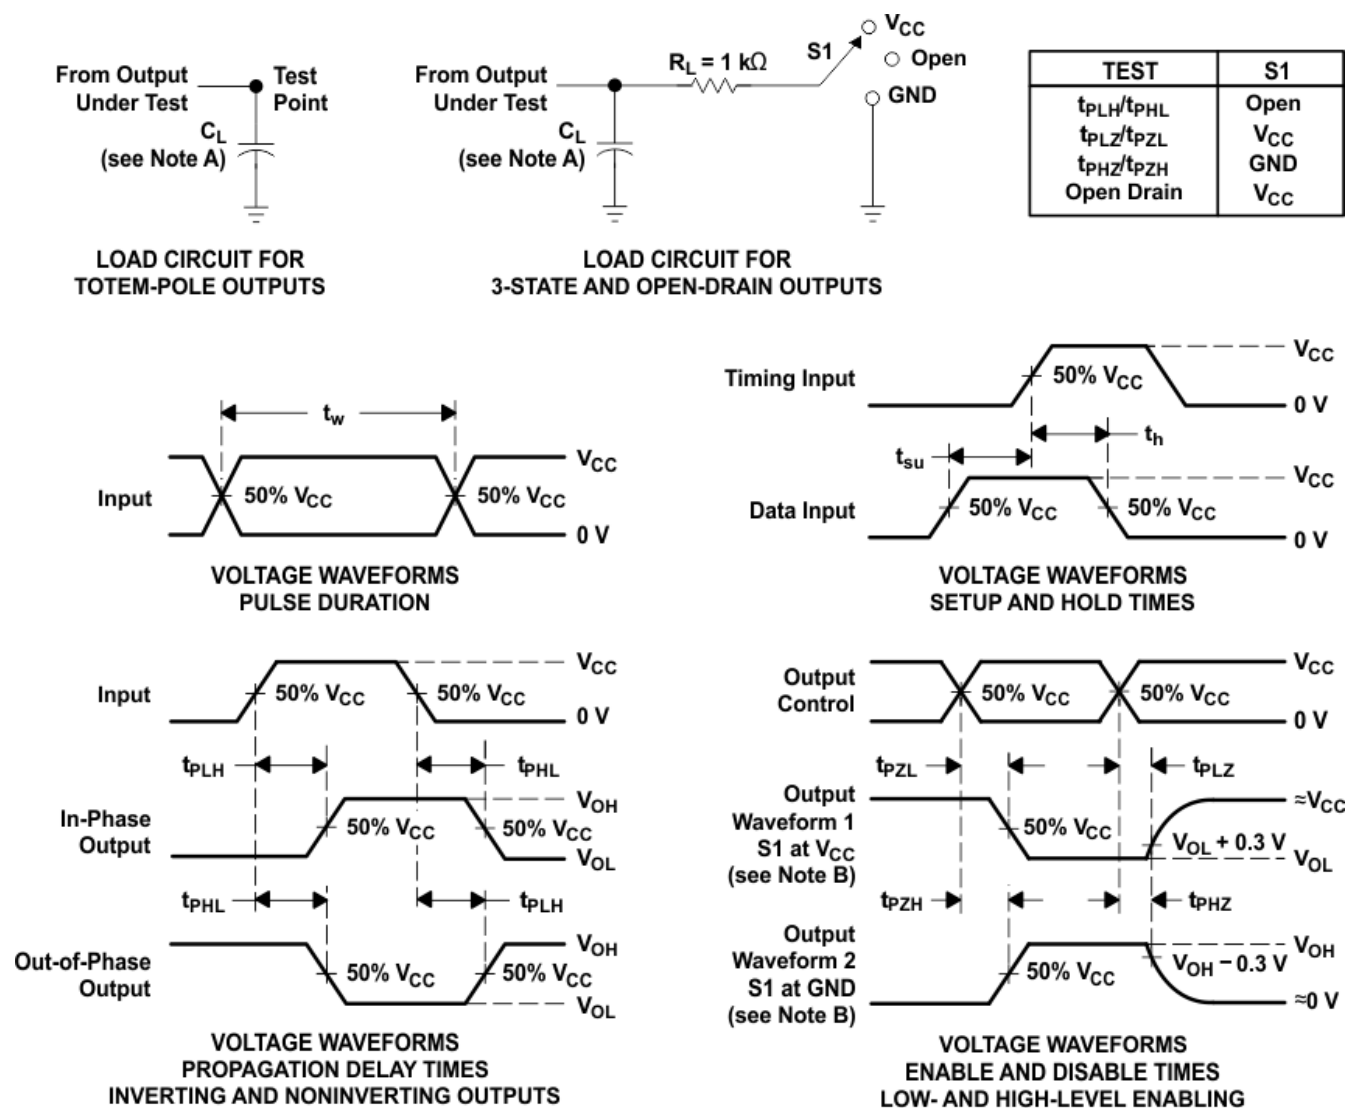 From Output
Under Test
Test
Point
CL
(see Note A)
LOAD CIRCUIT FOR
TOTEM-POLE OUTPUTS
From Output
Under Test
RL = 1 kΩ
S1
VCC
Open
GND
CL
(see Note A)
LOAD CIRCUIT FOR
3-STATE AND OPEN-DRAIN OUTPUTS
TEST S1
tPLH/tPHL Open
tPLZ/tPZL VCC
tPHZ/tPZH GND
Open Drain VCC
tw
Input
50% VCC
50% VCC
VCC
0 V
VOLTAGE WAVEFORMS
PULSE DURATION
Timing Input
50% VCC
VCC
0 V
tsu
th
Data Input
50% VCC
50% VCC
VCC
0 V
VOLTAGE WAVEFORMS
SETUP AND HOLD TIMES
Input
50% VCC
50% VCC
VCC
0 V
tPLH
tPHL
In-Phase
Output
50% VCC
50% VCC
VOH
VOL
tPHL
tPLH
Out-of-Phase
Output
50% VCC
50% VCC
VOH
VOL
VOLTAGE WAVEFORMS
PROPAGATION DELAY TIMES
INVERTING AND NONINVERTING OUTPUTS
Output
Control
50% VCC
50% VCC
VCC
0 V
tPZL
tPLZ
Output
Waveform 1
S1 at VCC
(see Note B)
50% VCC
≈VCC
VOL + 0.3 V
VOL
tPZH
tPHZ
Output
Waveform 2
S1 at GND
(see Note B)
50% VCC
VOH
VOH − 0.3 V
≈0 V
VOLTAGE WAVEFORMS
ENABLE AND DISABLE TIMES
LOW- AND HIGH-LEVEL ENABLING